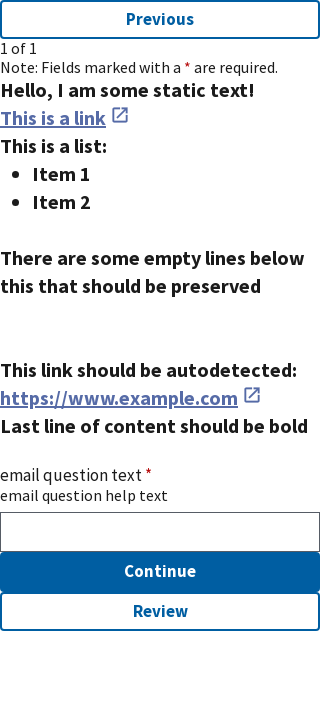 Previous
1 of 1
Note: Fields marked with a * are required.
Hello, I am some static text!
This is a link
This is a list:
• Item 1
• Item 2
There are some empty lines below
this that should be preserved
This link should be autodetected:
https://www.example.com
Last line of content should be bold
email question text *
email question help text
Continue
Review